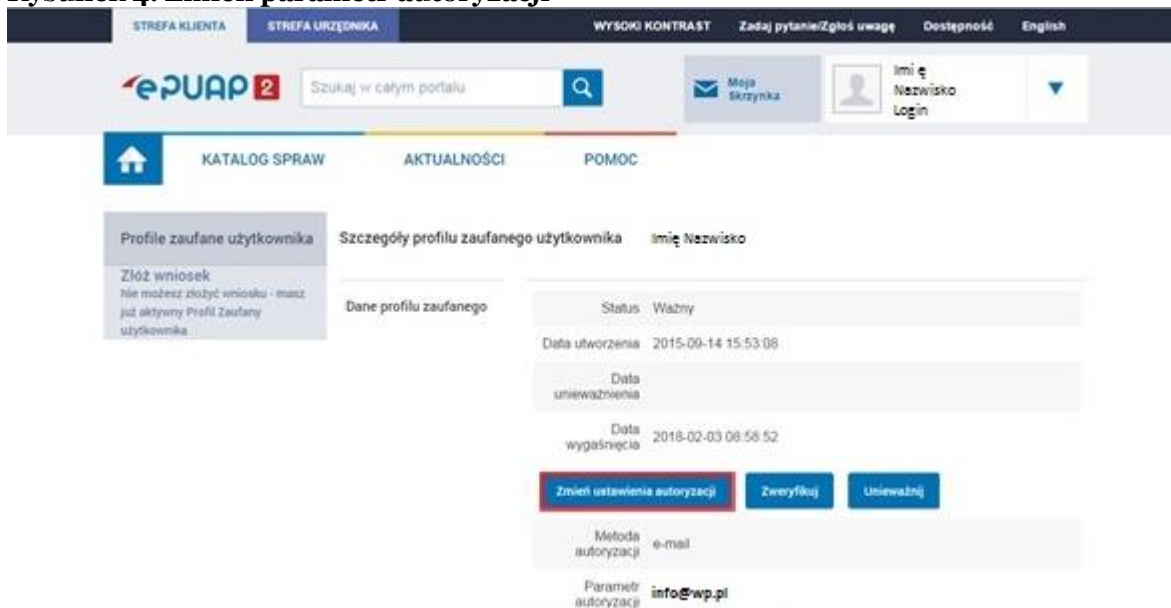 Rysunek 4. Zmień parametr autoryzacji
STREFA KLIENTA STREFA URZĘDNIKA WYSOKI KONTRAST Zadaj pytanie/Zgłoś uwagę Dostępność English
ePUAP 2 Szukaj w całym portalu Moja Skrzynka
Imi ę
Nazwisko
Login
KATALOG SPRAW AKTUALNOŚCI POMOC
Profile zaufane użytkownika
Złóż wniosek
Nie możesz złożyć wniosku - masz
już aktywny Profil Zaufany
użytkownika
Szczegóły profilu zaufanego użytkownika Imię Nazwisko
Dane profilu zaufanego
Status Ważny
Data utworzenia 2015-09-14 15:53:08
Data
unieważnienia
Data
wygaśnięcia 2018-02-03 08:58:52
Zmień ustawienia autoryzacji Zweryfikuj Unieważnij
Metoda
autoryzacji e-mail
Parametr
autoryzacji info@wp.pl